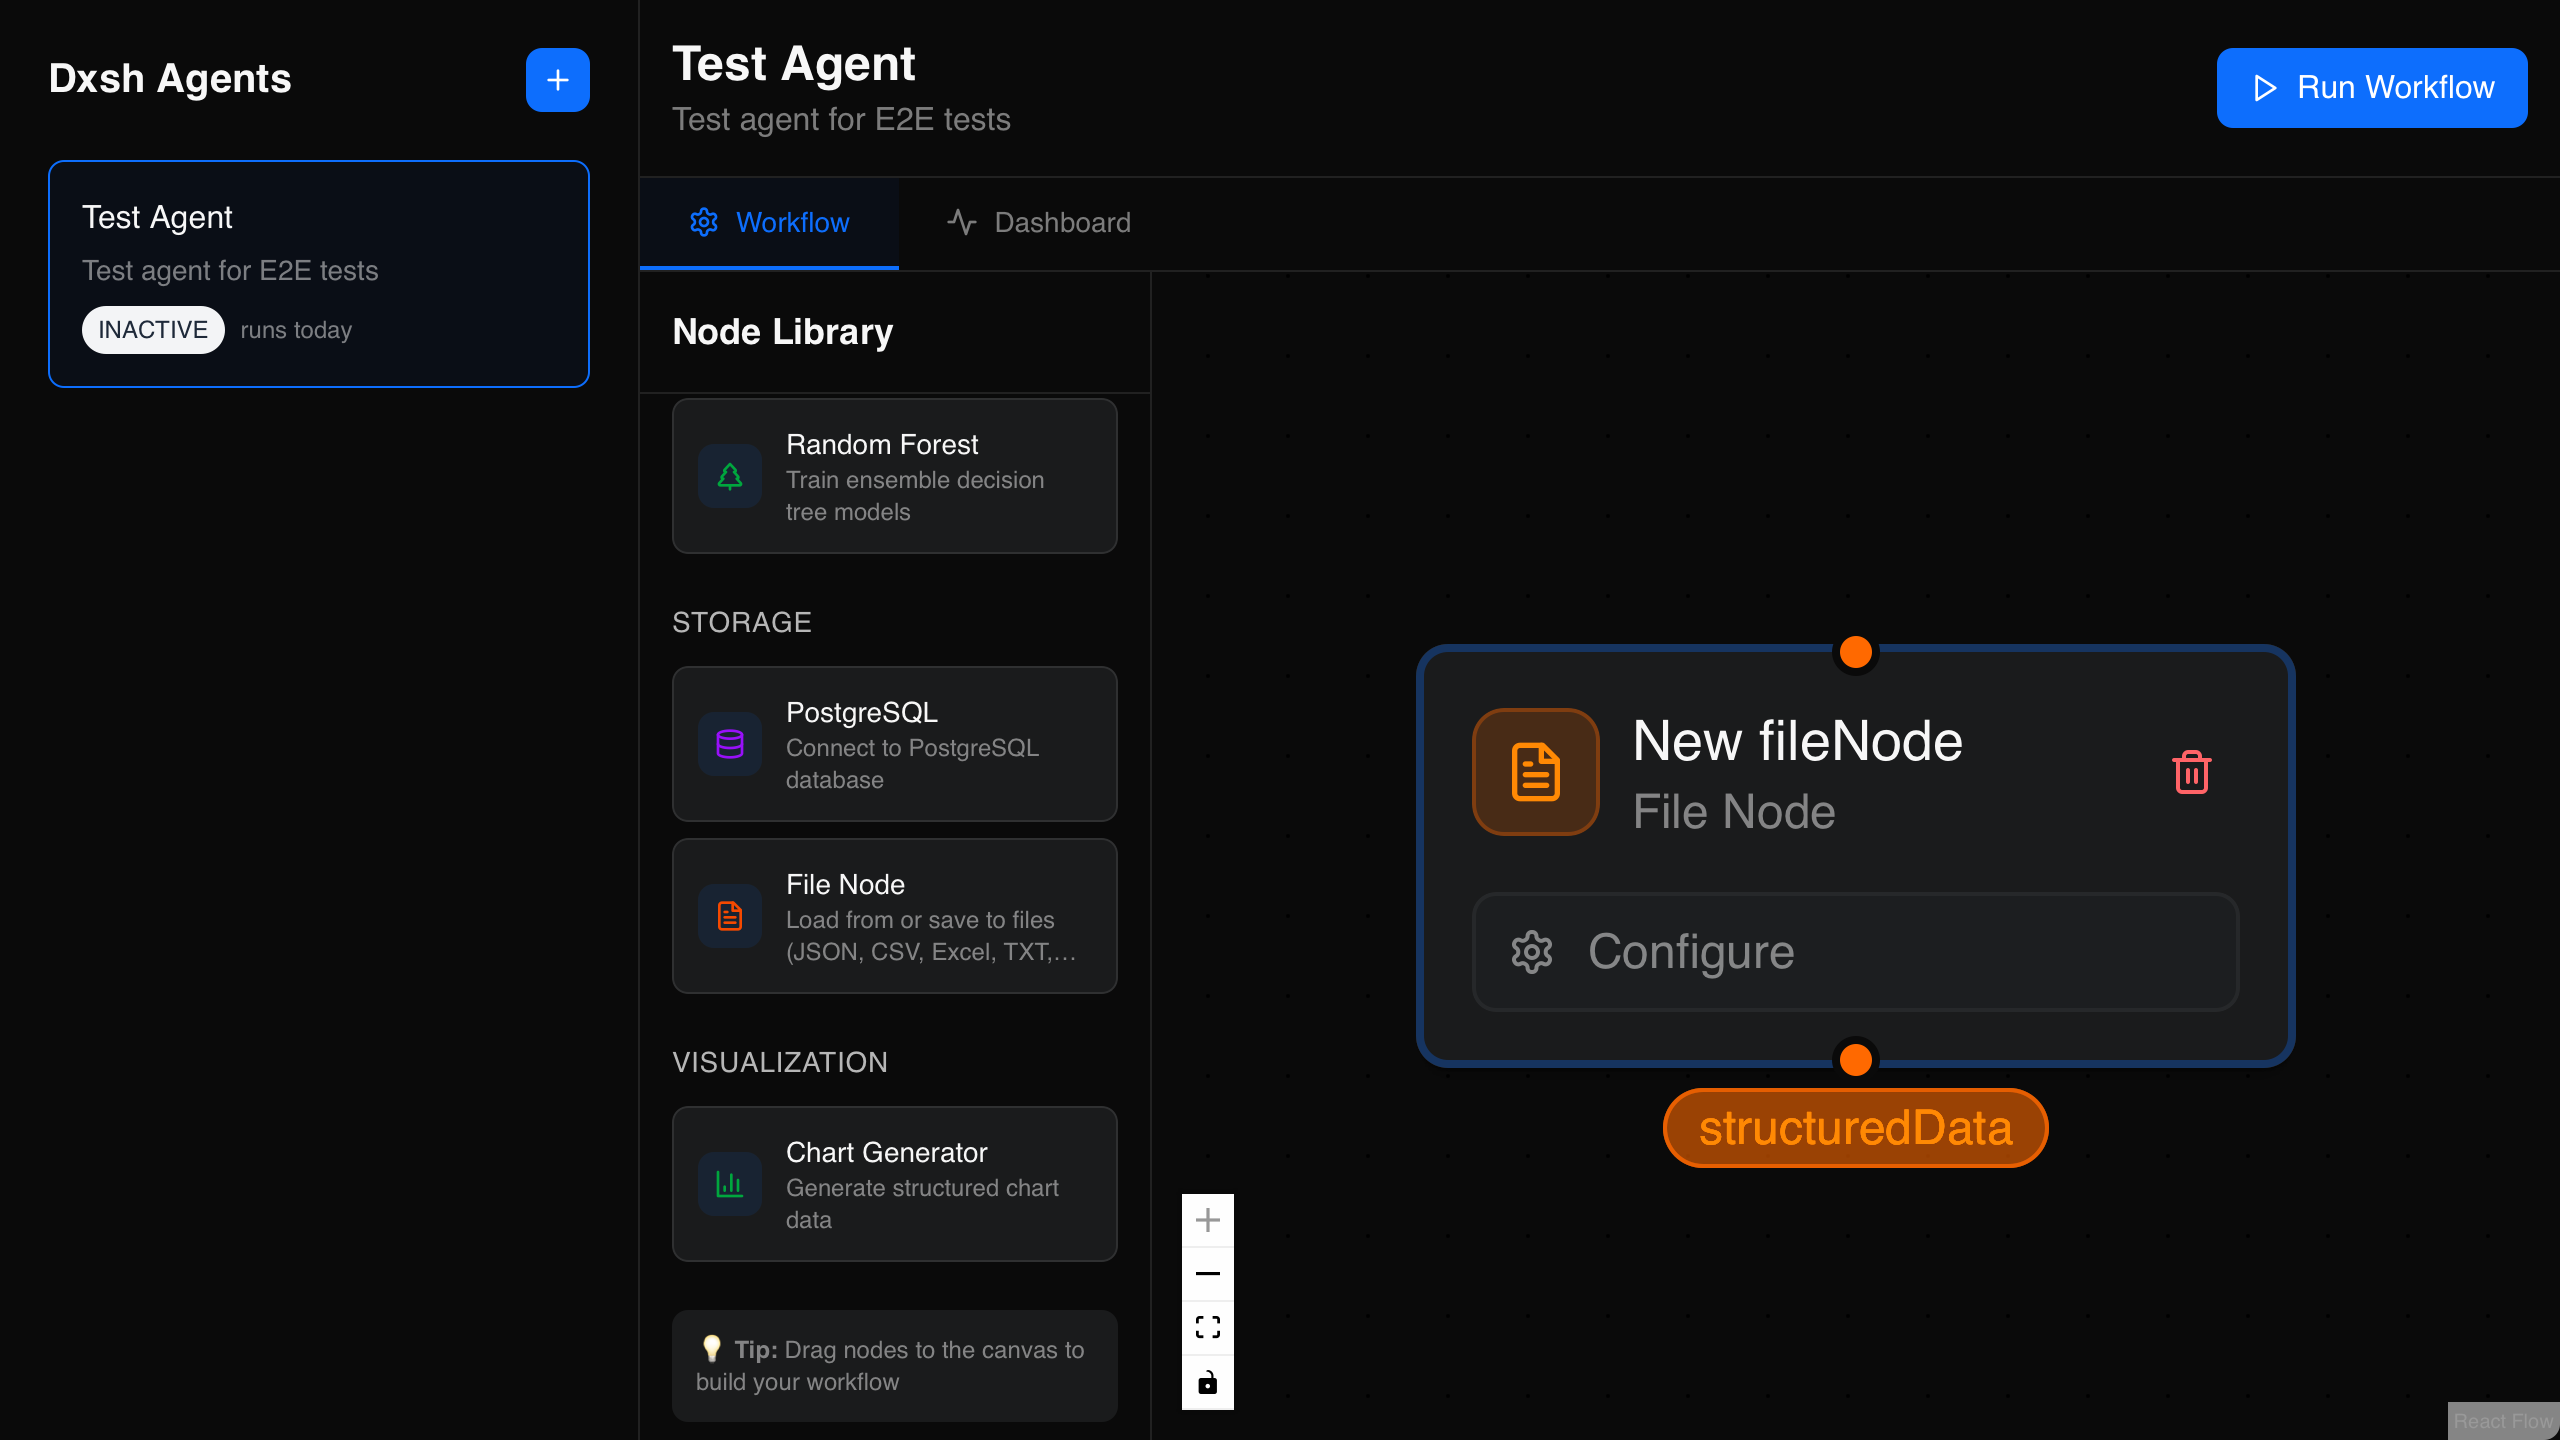 Dxsh Agents
Test Agent
Test agent for E2E tests
INACTIVE runs today
Test Agent
Test agent for E2E tests
Run Workflow
Workflow
Dashboard
Node Library
Random Forest
Train ensemble decision
tree models
STORAGE
PostgreSQL
Connect to PostgreSQL
database
File Node
Load from or save to files
(JSON, CSV, Excel, TXT,...
VISUALIZATION
Chart Generator
Generate structured chart
data
💡 Tip: Drag nodes to the canvas to
build your workflow
New fileNode
File Node
Configure
structuredData
React Flow